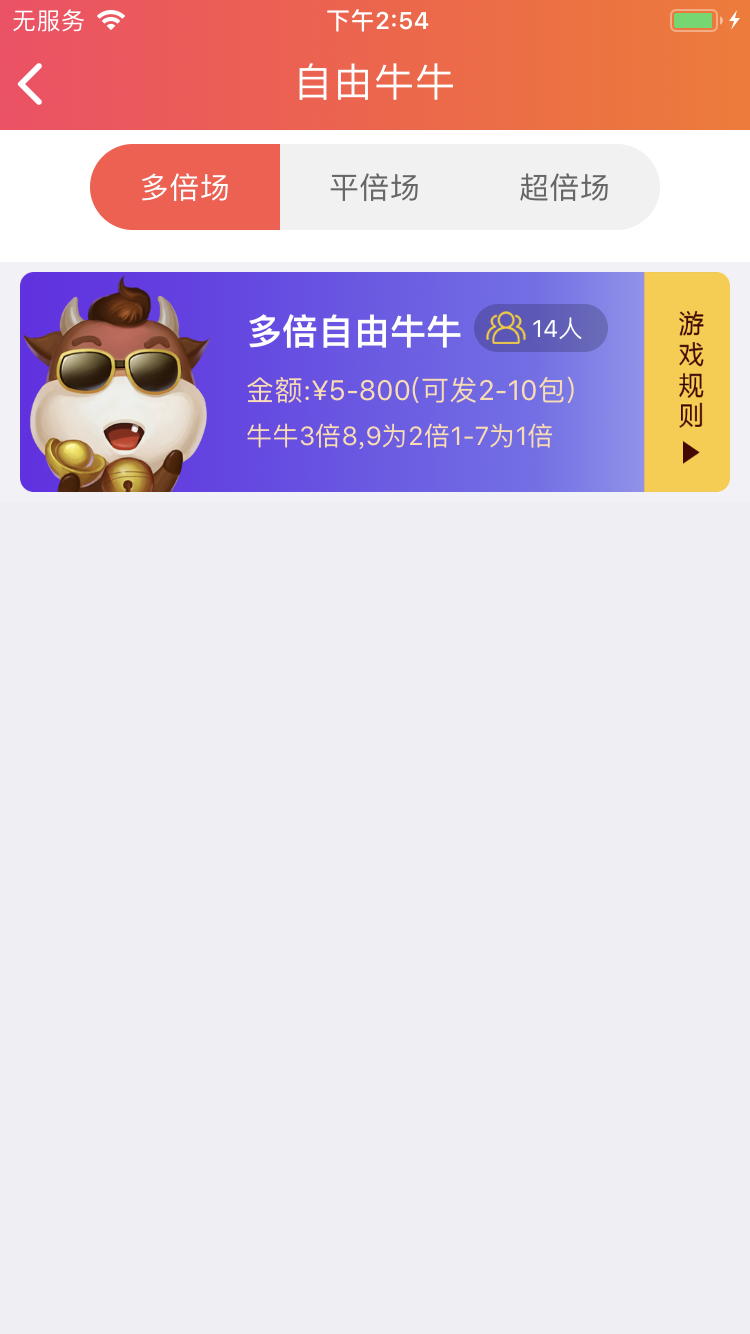 无服务
下午2:54
自由牛牛
多倍场
平倍场
超倍场
多倍自由牛牛
14人
金额:¥5-800(可发2-10包)
牛牛3倍8,9为2倍1-7为1倍
游戏规则